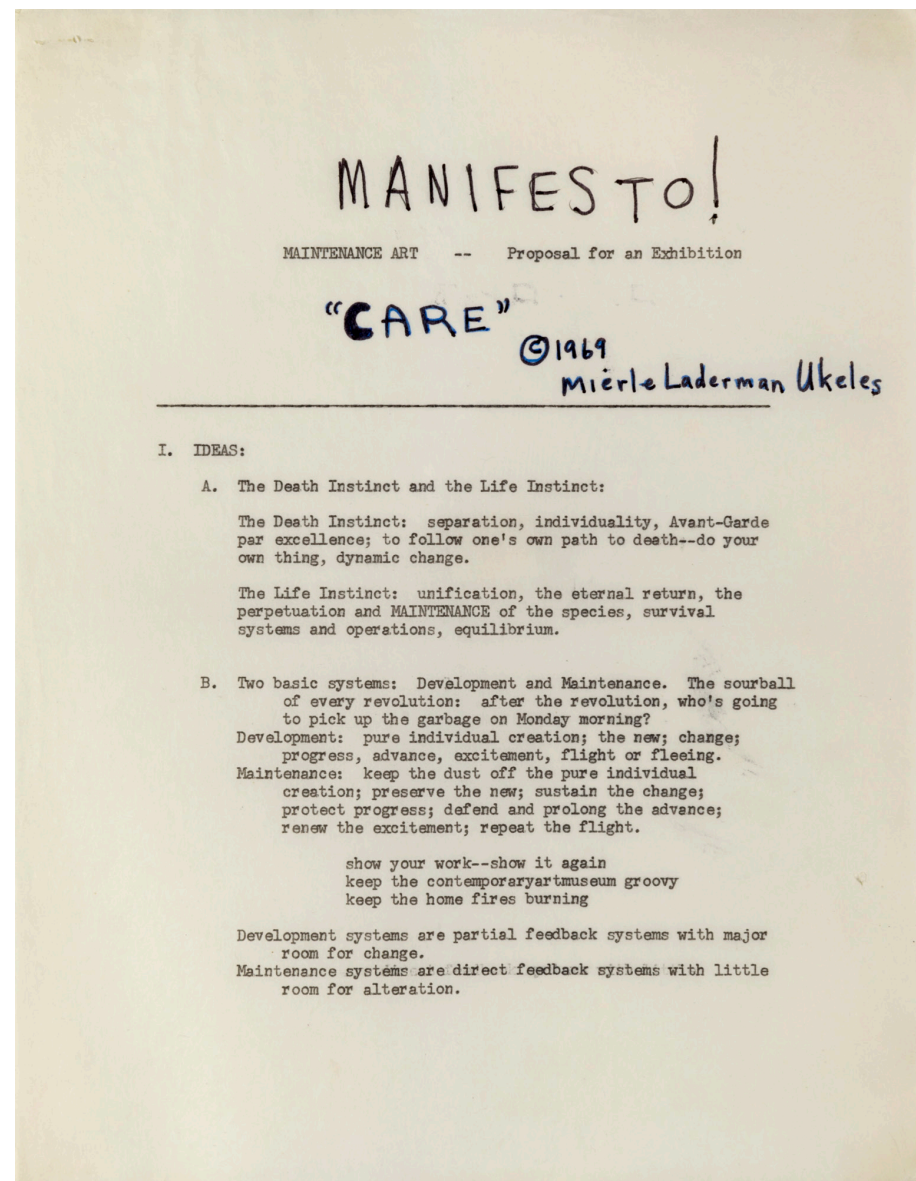 MANIFESTO!
MAINTENANCE ART -- Proposal for an Exhibition
"CARE"
©1969
Mierle Laderman Ukeles
I. IDEAS:
A. The Death Instinct and the Life Instinct:
The Death Instinct: separation, individuality, Avant-Garde
par excellence; to follow one's own path to death--do your
own thing, dynamic change.
The Life Instinct: unification, the eternal return, the
perpetuation and MAINTENANCE of the species, survival
systems and operations, equilibrium.
B. Two basic systems: Development and Maintenance. The sourball
of every revolution: after the revolution, who's going
to pick up the garbage on Monday morning?
Development: pure individual creation; the new; change;
progress, advance, excitement, flight or fleeing.
Maintenance: keep the dust off the pure individual
creation; preserve the new; sustain the change;
protect progress; defend and prolong the advance;
renew the excitement; repeat the flight.
show your work--show it again
keep the contemporaryartmuseum groovy
keep the home fires burning
Development systems are partial feedback systems with major
room for change.
Maintenance systems are direct feedback systems with little
room for alteration.